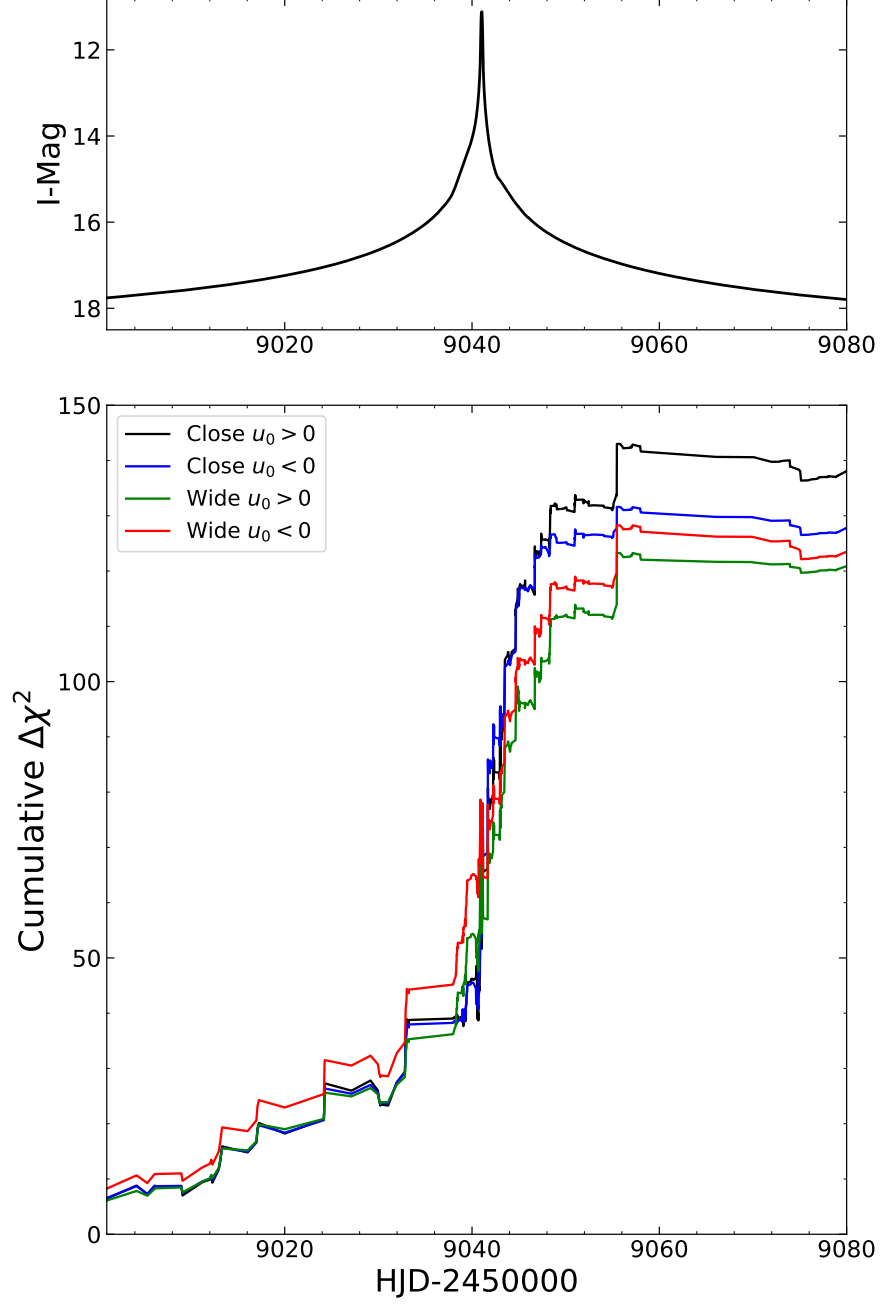 12
14
16
18
I-Mag
9020 9040 9060 9080
150
100
50
0
Cumulative Δχ²
Close u₀ > 0
Close u₀ < 0
Wide u₀ > 0
Wide u₀ < 0
9020 9040 9060 9080
HJD-2450000